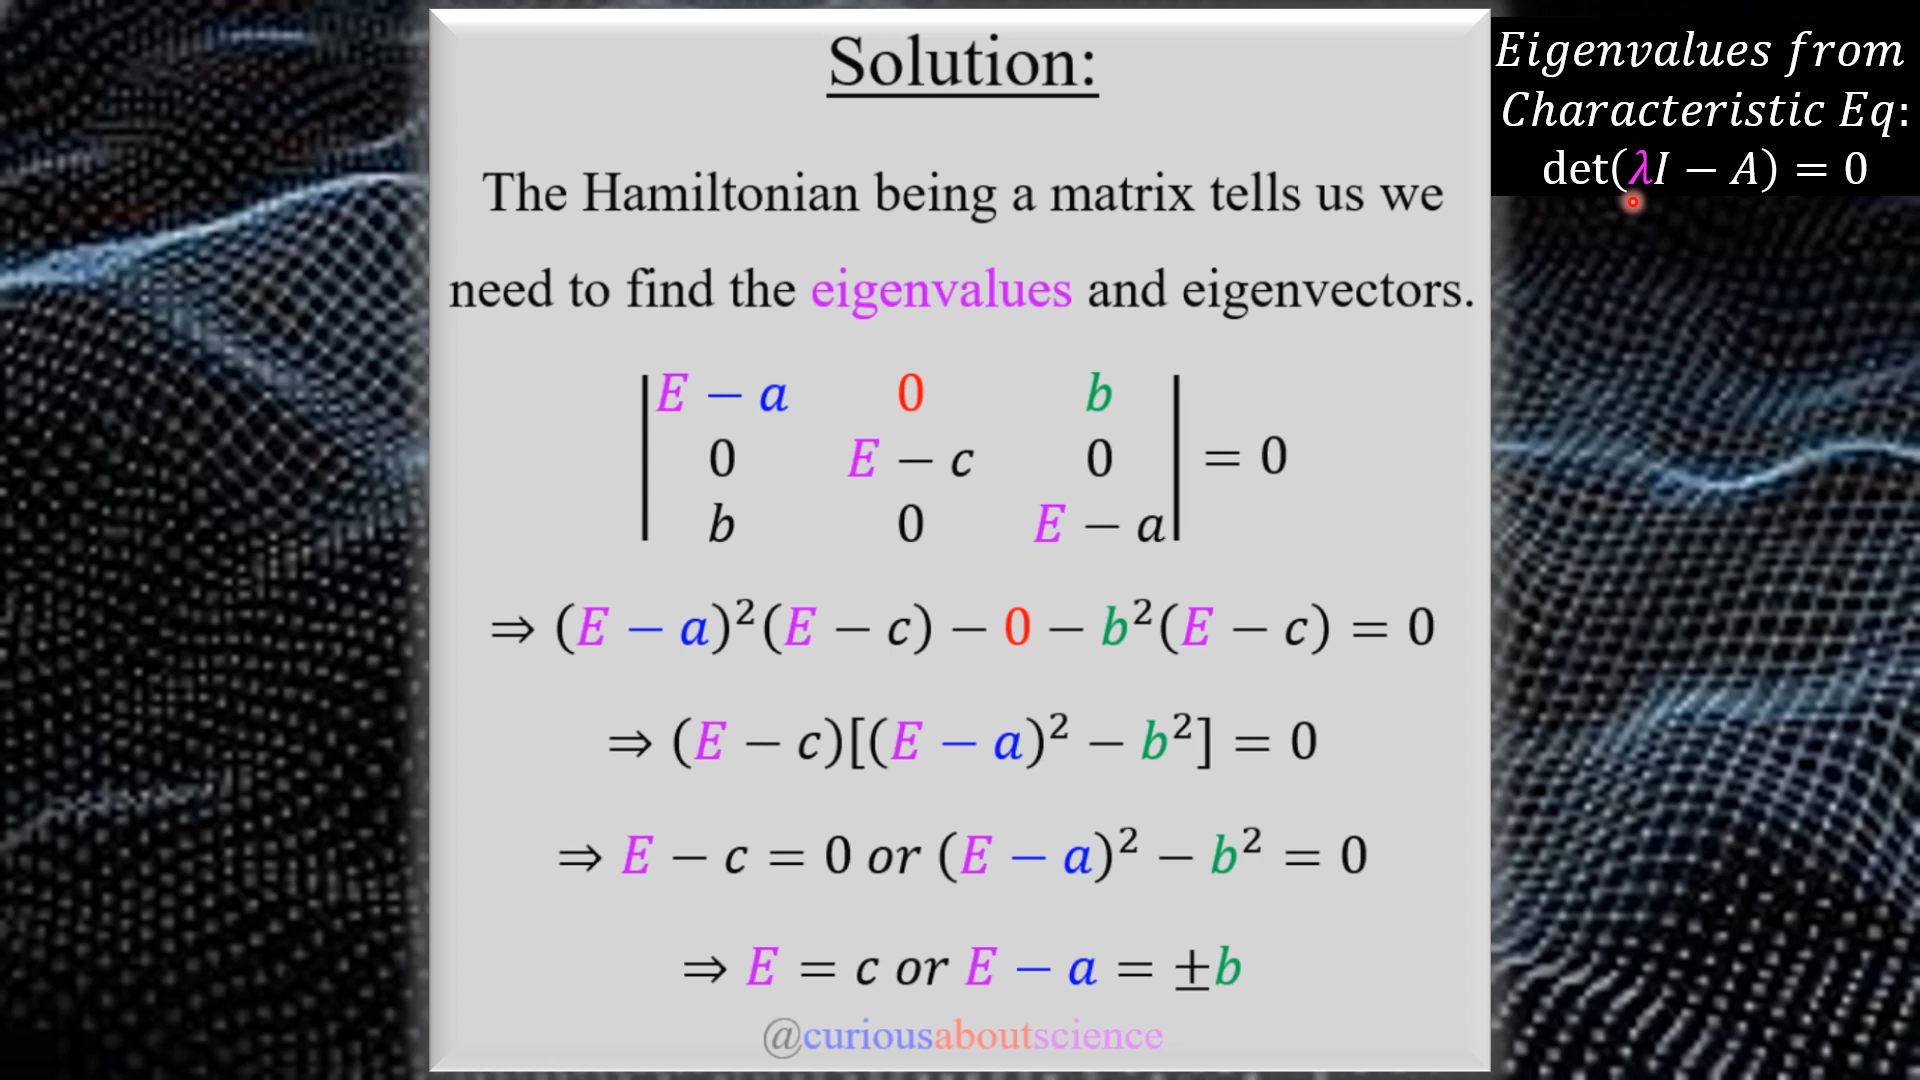 Solution:
Eigenvalues from
Characteristic Eq:
det(λI − A) = 0
The Hamiltonian being a matrix tells us we
need to find the eigenvalues and eigenvectors.
|E − a 0 b|
|0 E − c 0| = 0
|b 0 E − a|
⇒ (E − a)²(E − c) − 0 − b²(E − c) = 0
⇒ (E − c)[(E − a)² − b²] = 0
⇒ E − c = 0 or (E − a)² − b² = 0
⇒ E = c or E − a = ±b
@curiousaboutscience